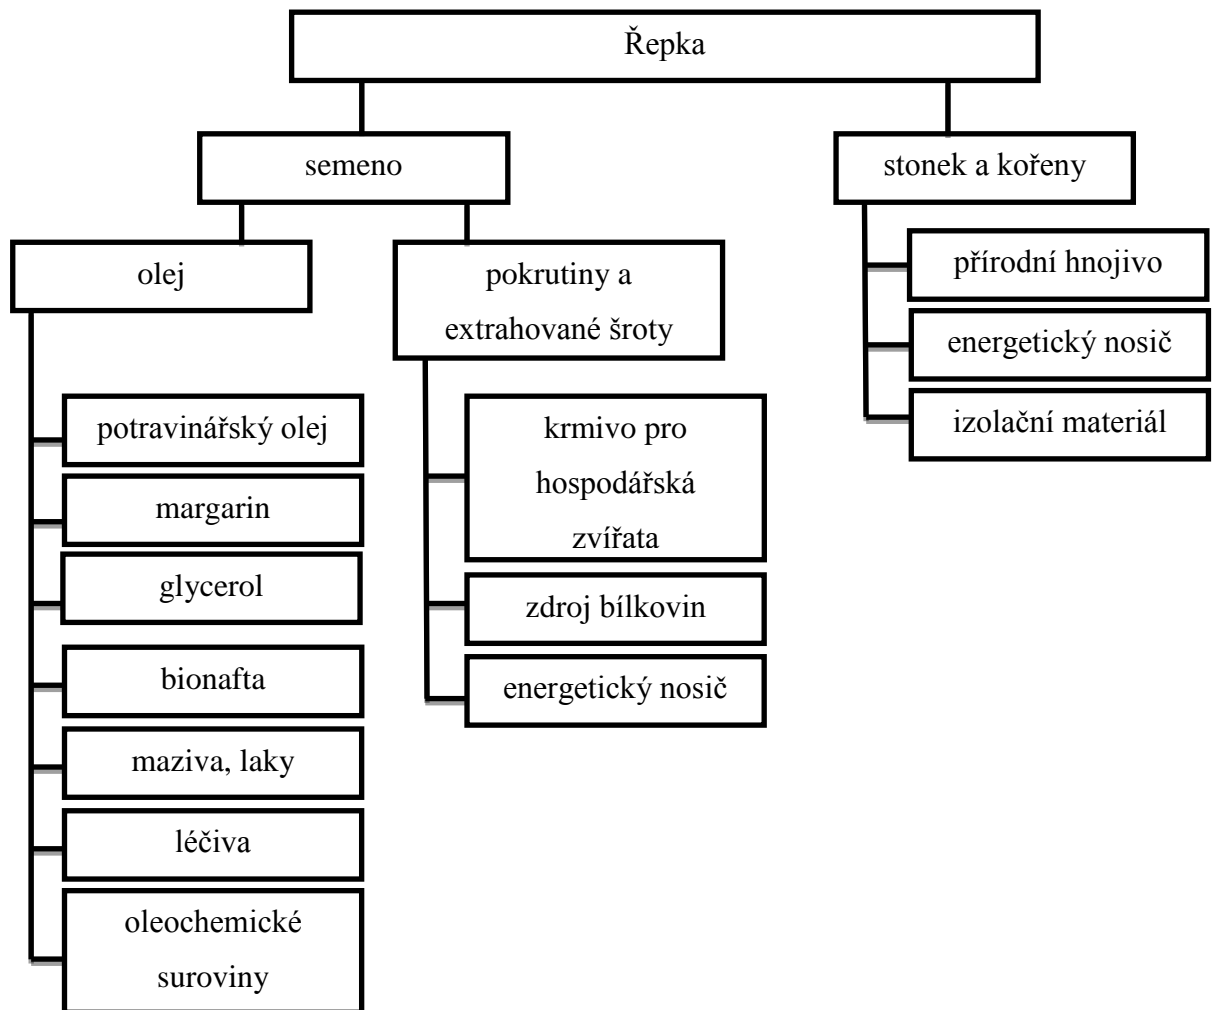 Řepka
semeno
stonek a kořeny
olej
pokrutiny a
extrahované šroty
přírodní hnojivo
energetický nosič
izolační materiál
potravinářský olej
margarin
glycerol
bionafta
maziva, laky
léčiva
oleochemické
suroviny
krmivo pro
hospodářská
zvířata
zdroj bílkovin
energetický nosič